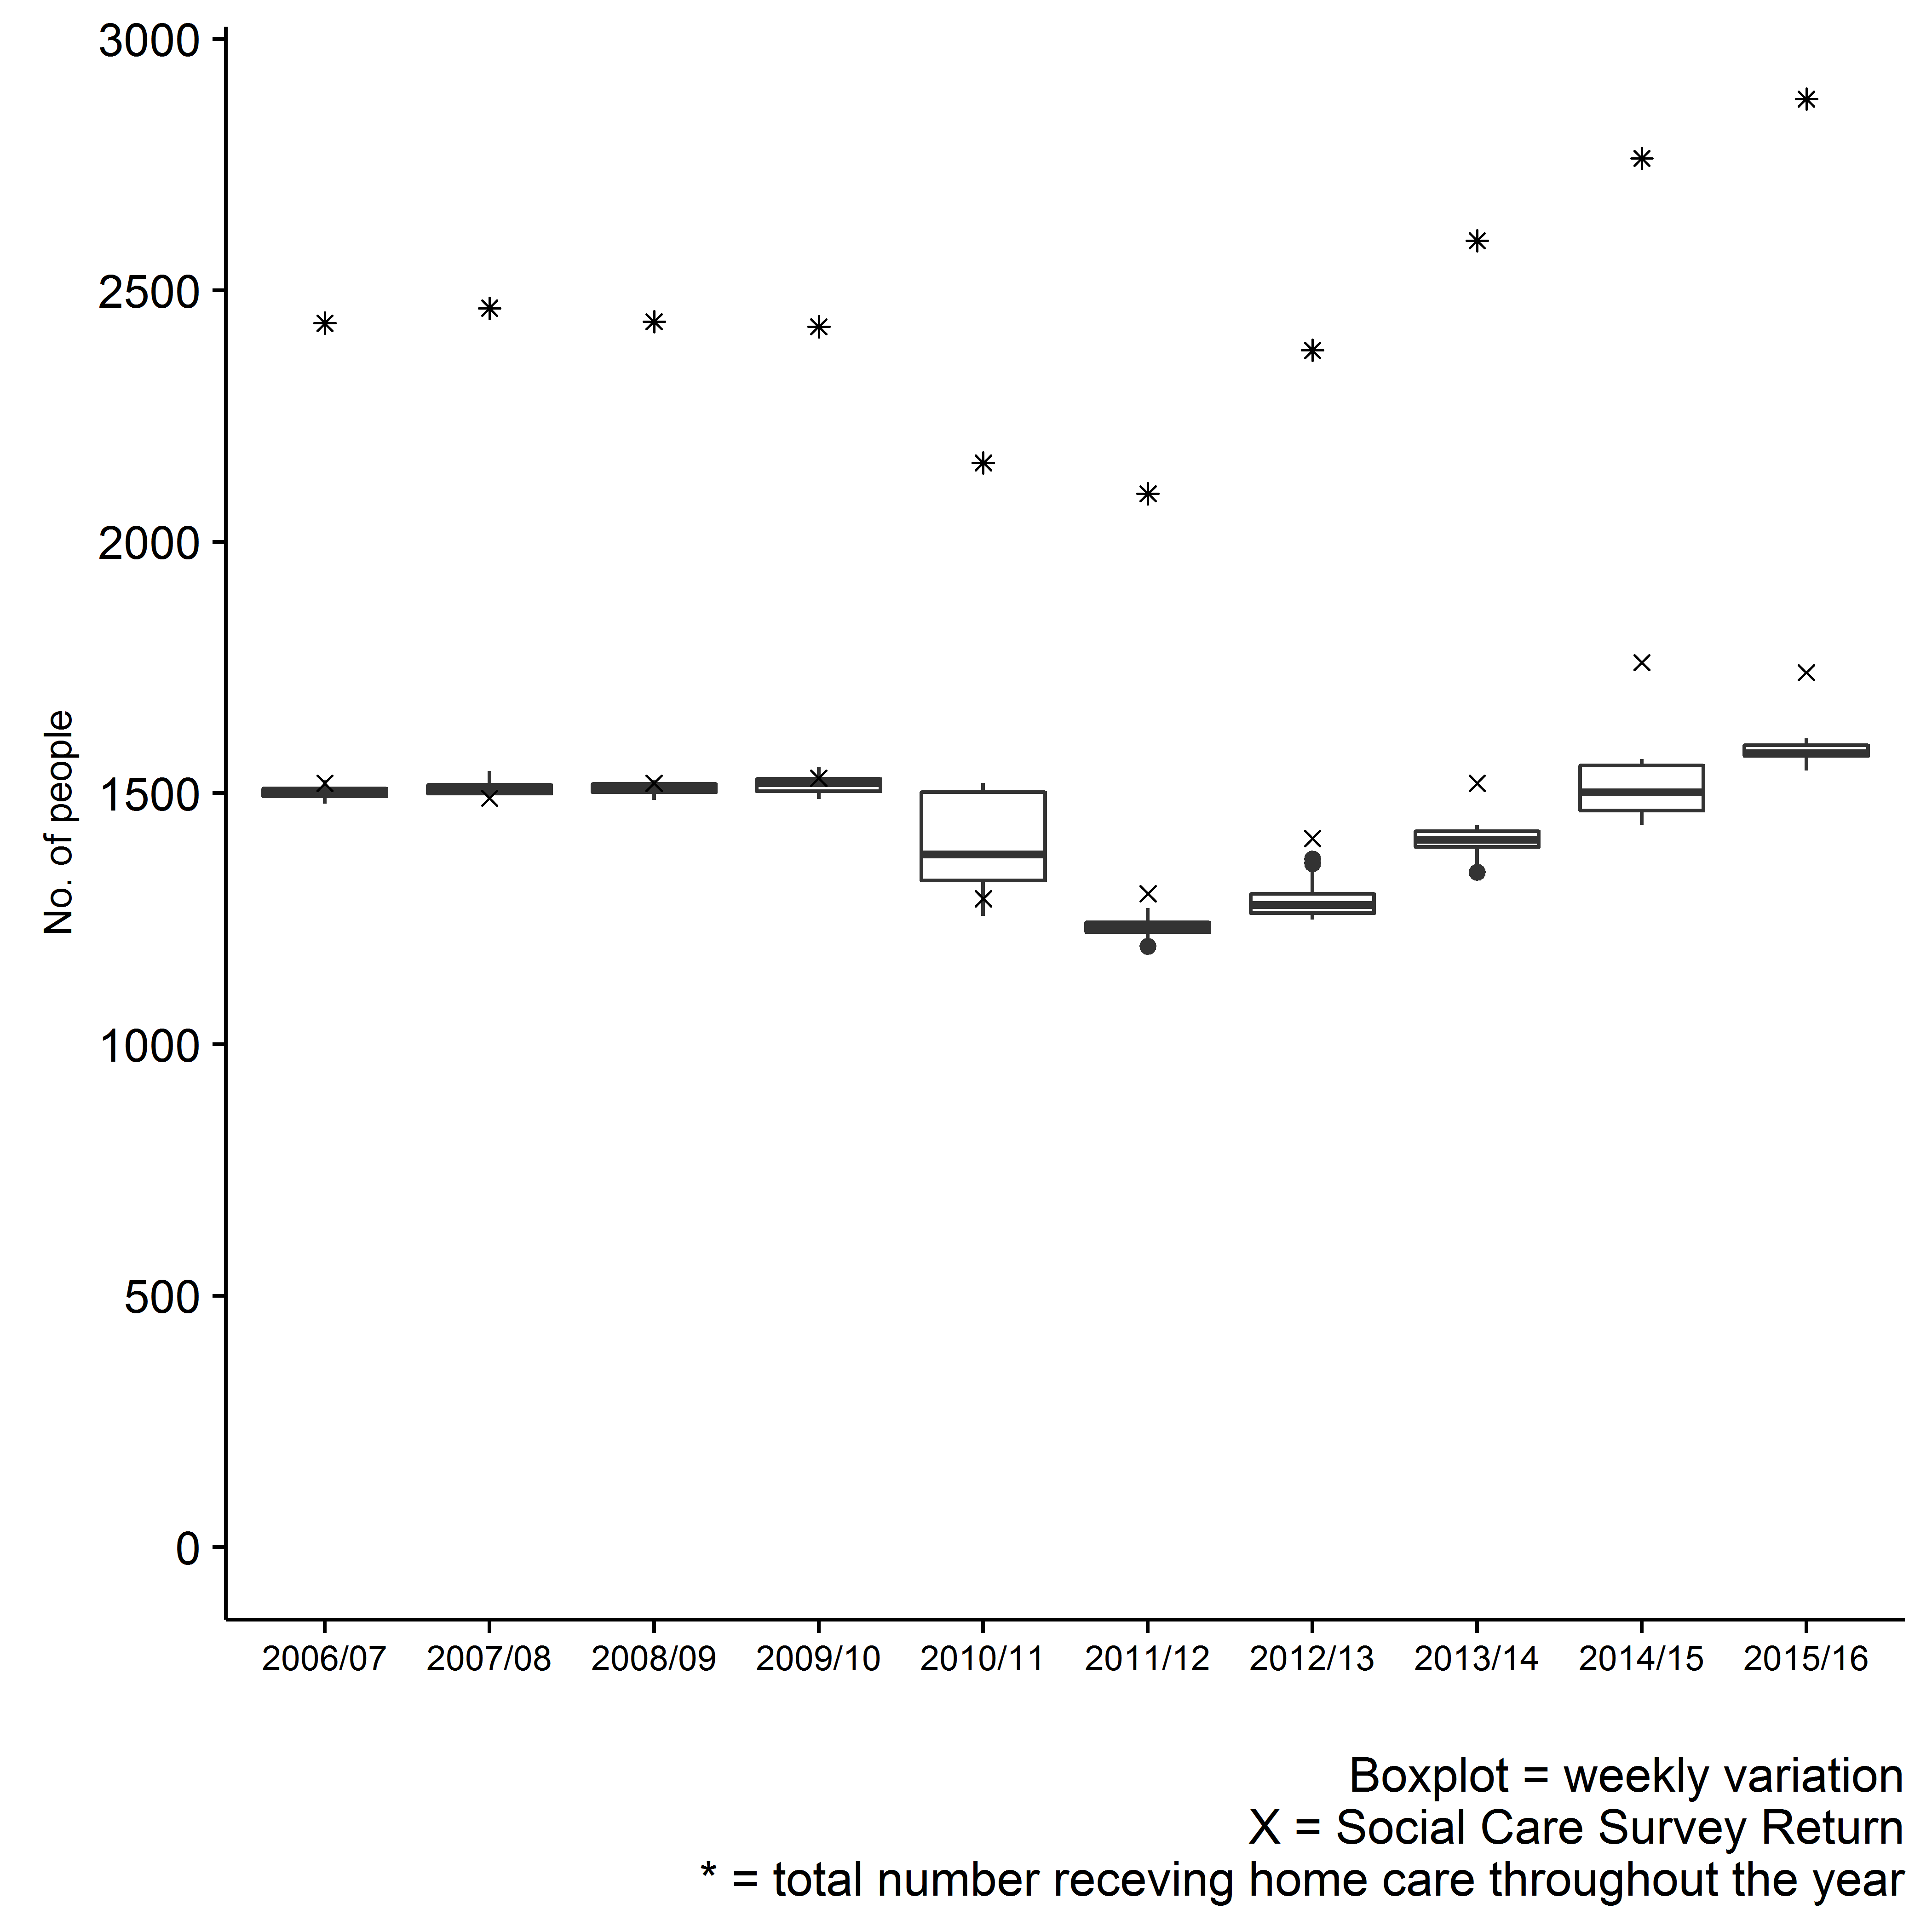 3000
2500
2000
1500
1000
500
0
No. of people
2006/07 2007/08 2008/09 2009/10 2010/11 2011/12 2012/13 2013/14 2014/15 2015/16
Boxplot = weekly variation
X = Social Care Survey Return
* = total number receving home care throughout the year